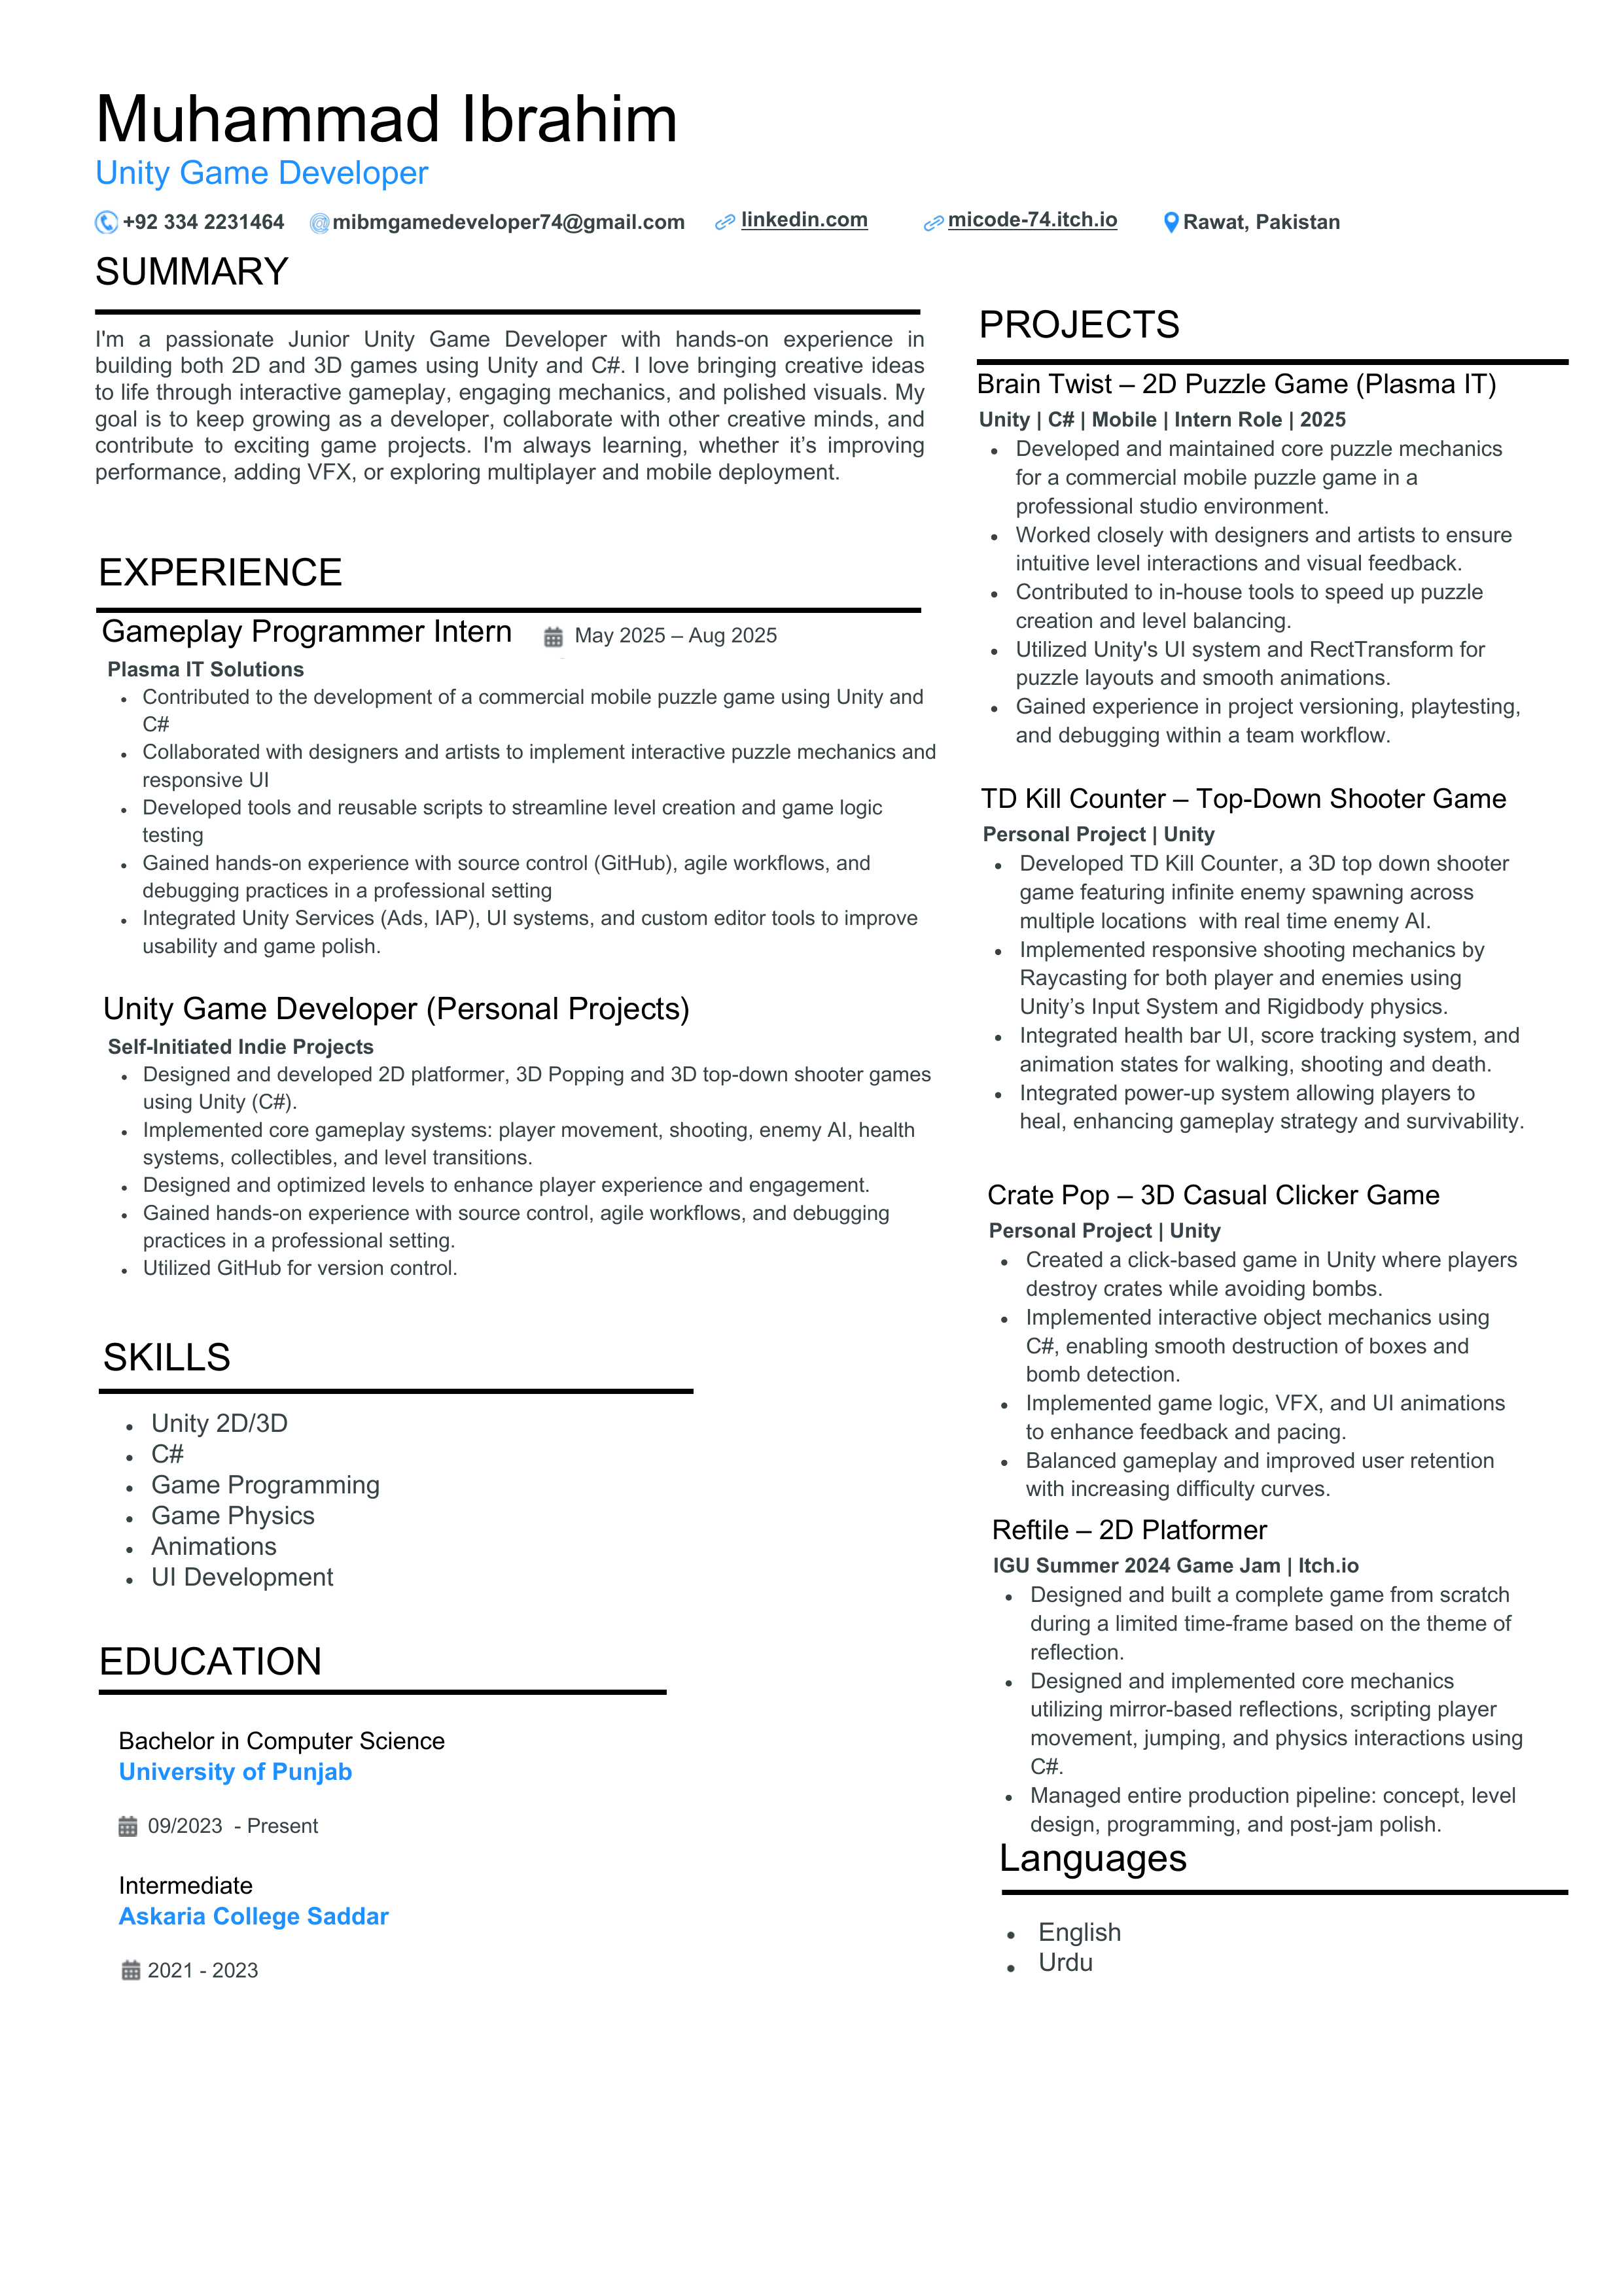 Muhammad Ibrahim
Unity Game Developer
+92 334 2231464 mibmgamedeveloper74@gmail.com linkedin.com micode-74.itch.io Rawat, Pakistan
SUMMARY
I'm a passionate Junior Unity Game Developer with hands-on experience in
building both 2D and 3D games using Unity and C#. I love bringing creative ideas
to life through interactive gameplay, engaging mechanics, and polished visuals. My
goal is to keep growing as a developer, collaborate with other creative minds, and
contribute to exciting game projects. I'm always learning, whether it’s improving
performance, adding VFX, or exploring multiplayer and mobile deployment.
EXPERIENCE
Gameplay Programmer Intern May 2025 – Aug 2025
Plasma IT Solutions
• Contributed to the development of a commercial mobile puzzle game using Unity and
C#
• Collaborated with designers and artists to implement interactive puzzle mechanics and
responsive UI
• Developed tools and reusable scripts to streamline level creation and game logic
testing
• Gained hands-on experience with source control (GitHub), agile workflows, and
debugging practices in a professional setting
• Integrated Unity Services (Ads, IAP), UI systems, and custom editor tools to improve
usability and game polish.
Unity Game Developer (Personal Projects)
Self-Initiated Indie Projects
• Designed and developed 2D platformer, 3D Popping and 3D top-down shooter games
using Unity (C#).
• Implemented core gameplay systems: player movement, shooting, enemy AI, health
systems, collectibles, and level transitions.
• Designed and optimized levels to enhance player experience and engagement.
• Gained hands-on experience with source control, agile workflows, and debugging
practices in a professional setting.
• Utilized GitHub for version control.
SKILLS
• Unity 2D/3D
• C#
• Game Programming
• Game Physics
• Animations
• UI Development
EDUCATION
Bachelor in Computer Science
University of Punjab
09/2023 - Present
Intermediate
Askaria College Saddar
2021 - 2023
PROJECTS
Brain Twist – 2D Puzzle Game (Plasma IT)
Unity | C# | Mobile | Intern Role | 2025
• Developed and maintained core puzzle mechanics
for a commercial mobile puzzle game in a
professional studio environment.
• Worked closely with designers and artists to ensure
intuitive level interactions and visual feedback.
• Contributed to in-house tools to speed up puzzle
creation and level balancing.
• Utilized Unity's UI system and RectTransform for
puzzle layouts and smooth animations.
• Gained experience in project versioning, playtesting,
and debugging within a team workflow.
TD Kill Counter – Top-Down Shooter Game
Personal Project | Unity
• Developed TD Kill Counter, a 3D top down shooter
game featuring infinite enemy spawning across
multiple locations with real time enemy AI.
• Implemented responsive shooting mechanics by
Raycasting for both player and enemies using
Unity’s Input System and Rigidbody physics.
• Integrated health bar UI, score tracking system, and
animation states for walking, shooting and death.
• Integrated power-up system allowing players to
heal, enhancing gameplay strategy and survivability.
Crate Pop – 3D Casual Clicker Game
Personal Project | Unity
• Created a click-based game in Unity where players
destroy crates while avoiding bombs.
• Implemented interactive object mechanics using
C#, enabling smooth destruction of boxes and
bomb detection.
• Implemented game logic, VFX, and UI animations
to enhance feedback and pacing.
• Balanced gameplay and improved user retention
with increasing difficulty curves.
Reftile – 2D Platformer
IGU Summer 2024 Game Jam | Itch.io
• Designed and built a complete game from scratch
during a limited time-frame based on the theme of
reflection.
• Designed and implemented core mechanics
utilizing mirror-based reflections, scripting player
movement, jumping, and physics interactions using
C#.
• Managed entire production pipeline: concept, level
design, programming, and post-jam polish.
Languages
• English
• Urdu